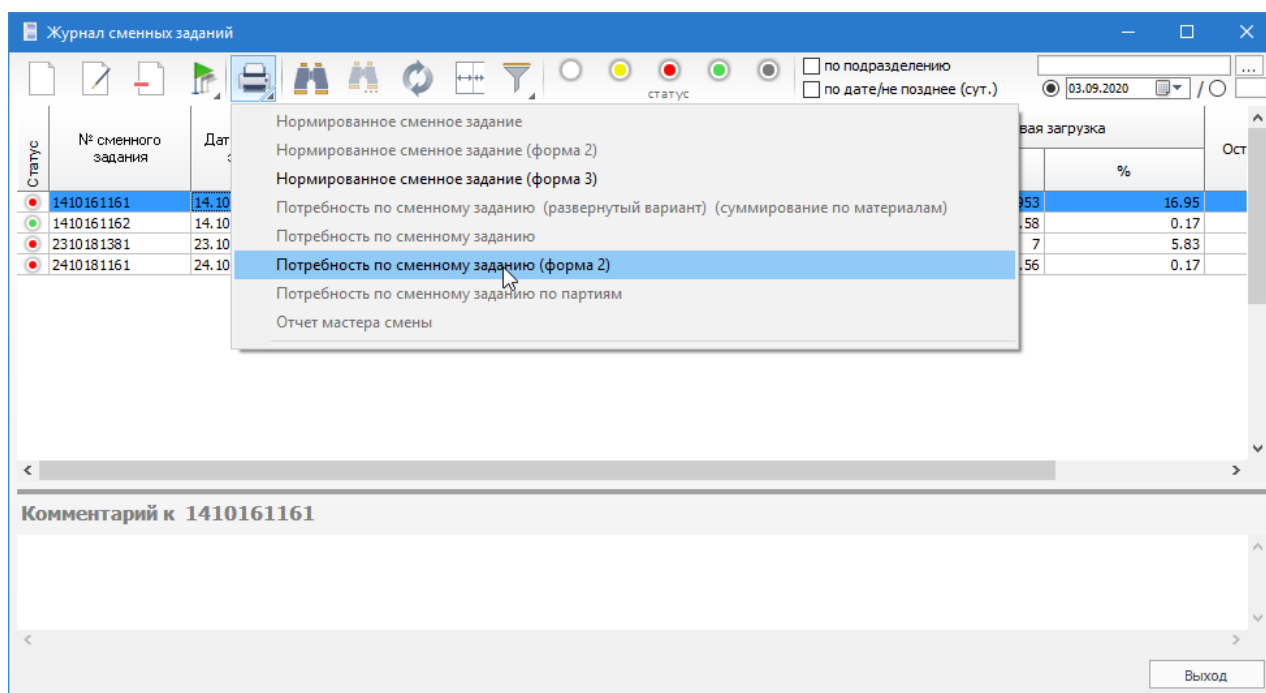 Журнал сменных заданий
по подразделению
...
статус
по дате/не позднее (сут.)
03.09.2020
/
Нормированное сменное задание
Нормированное сменное задание (форма 2)
Нормированное сменное задание (форма 3)
Потребность по сменному заданию (развернутый вариант) (суммирование по материалам)
Потребность по сменному заданию
Потребность по сменному заданию (форма 2)
Потребность по сменному заданию по партиям
Отчет мастера смены
Статус
№ сменного
задания
Дат
вая загрузка
%
Ост
1410161161 14.10 953 16.95
1410161162 14.10 .58 0.17
2310181381 23.10 7 5.83
2410181161 24.10 .56 0.17
Комментарий к 1410161161
Выход